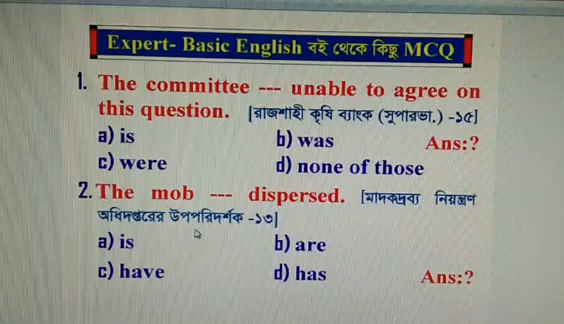 Expert- Basic English বই থেকে কিছু MCQ
1. The committee --- unable to agree on
this question. [রাজশাহী কৃষি ব্যাংক (সুপারভা.) -১৫]
a) is b) was Ans:?
c) were d) none of those
2. The mob --- dispersed. [মাদকদ্রব্য নিয়ন্ত্রণ
অধিদপ্তরের উপপরিদর্শক -১৩]
a) is b) are
c) have d) has Ans:?